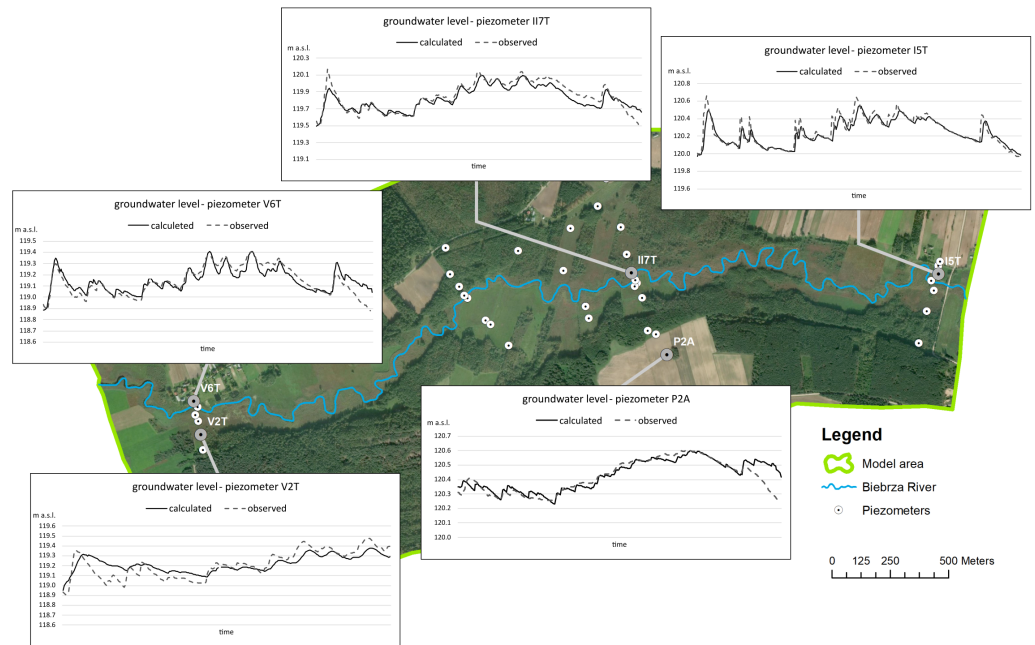 groundwater level - piezometer II7T
calculated observed
m a.s.l.
120.3
120.1
119.9
119.7
119.5
119.3
119.1
time
groundwater level - piezometer I5T
calculated observed
m a.s.l.
120.8
120.6
120.4
120.2
120.0
119.8
119.6
time
groundwater level - piezometer V6T
m a.s.l.
calculated observed
119.5
119.4
119.3
119.2
119.1
119.0
118.9
118.8
118.7
118.6
time
II7T
I5T
P2A
V6T
V2T
groundwater level - piezometer P2A
calculated observed
m a.s.l.
120.7
120.6
120.5
120.4
120.3
120.2
120.1
120.0
time
groundwater level - piezometer V2T
calculated observed
m a.s.l.
119.6
119.5
119.4
119.3
119.2
119.1
119.0
118.9
118.8
118.7
118.6
time
Legend
Model area
Biebrza River
Piezometers
0 125 250 500 Meters